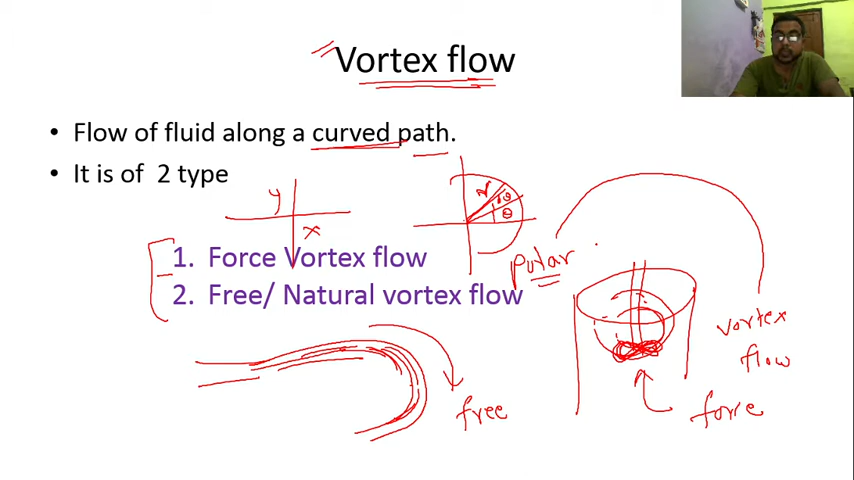 Vortex flow
• Flow of fluid along a curved path.
• It is of 2 type
y
x
r
θ
θ
polar
1. Force Vortex flow
2. Free/ Natural vortex flow
vortex
flow
free
force